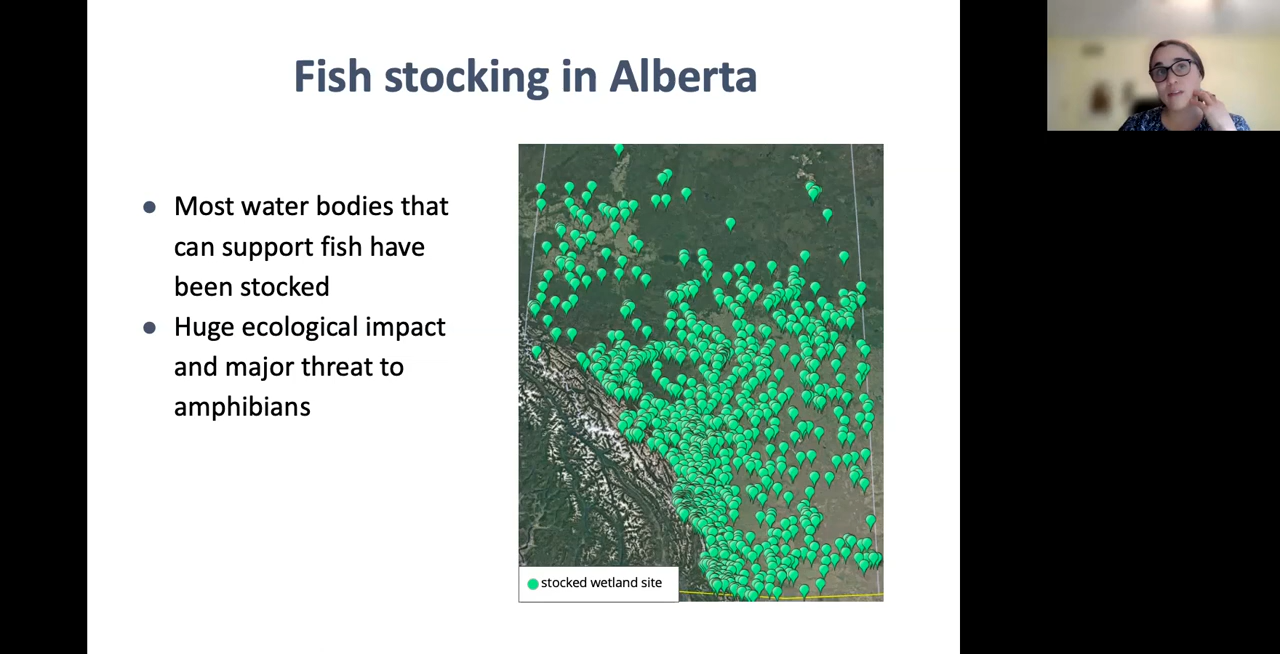 Fish stocking in Alberta
● Most water bodies that
can support fish have
been stocked
● Huge ecological impact
and major threat to
amphibians
stocked wetland site